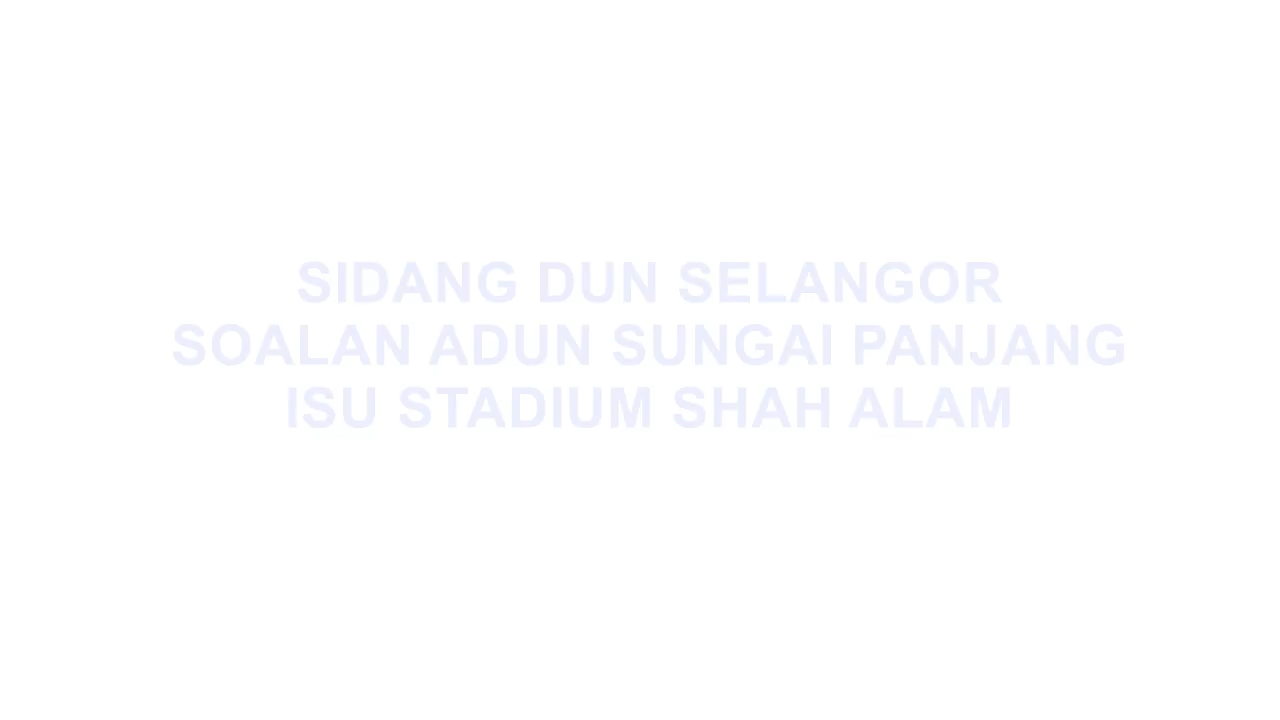 SIDANG DUN SELANGOR
SOALAN ADUN SUNGAI PANJANG
ISU STADIUM SHAH ALAM